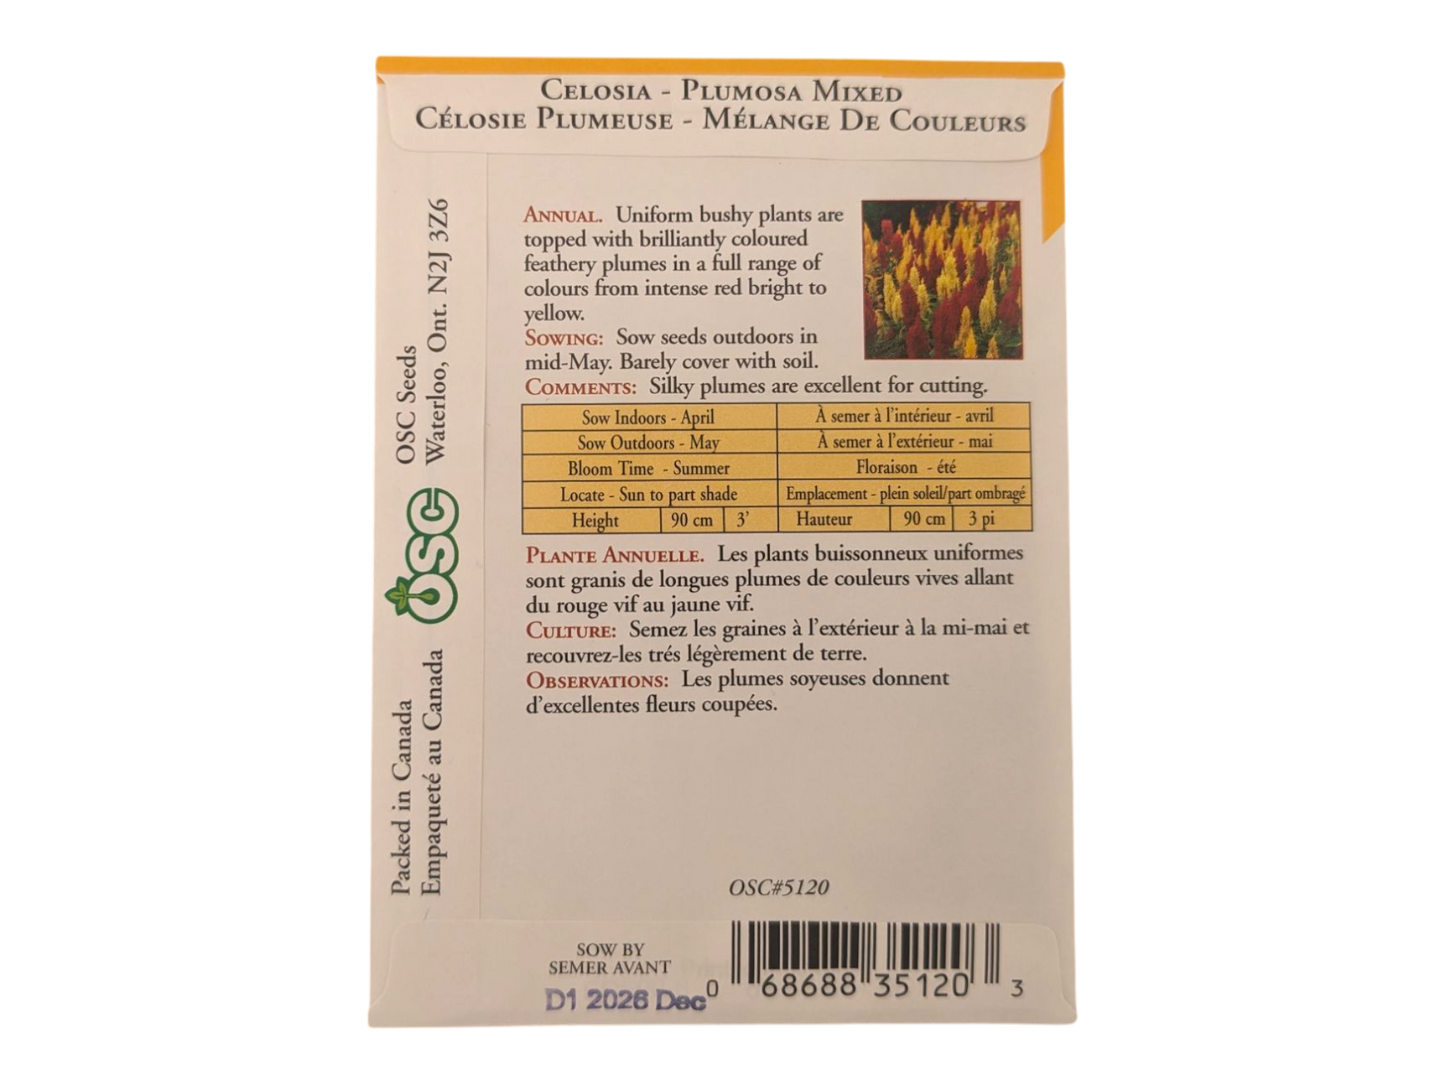 CELOSIA - PLUMOSA MIXED
CÉLOSIE PLUMEUSE - MÉLANGE DE COULEURS
ANNUAL. Uniform bushy plants are
topped with brilliantly coloured
feathery plumes in a full range of
colours from intense red bright to
yellow.
SOWING: Sow seeds outdoors in
mid-May. Barely cover with soil.
COMMENTS: Silky plumes are excellent for cutting.
Sow Indoors - April À semer à l'intérieur - avril
Sow Outdoors - May À semer à l'extérieur - mai
Bloom Time - Summer Floraison - été
Locate - Sun to part shade Emplacement - plein soleil/part ombragé
Height 90 cm 3' Hauteur 90 cm 3 pi
PLANTE ANNUELLE. Les plants buissonneux uniformes
sont granis de longues plumes de couleurs vives allant
du rouge vif au jaune vif.
CULTURE: Semez les graines à l'extérieur à la mi-mai et
recouvrez-les trés légèrement de terre.
OBSERVATIONS: Les plumes soyeuses donnent
d'excellentes fleurs coupées.
OSC#5120
SOW BY
SEMER AVANT
D1 2026 Dec
0 68688 35120 3
OSC Seeds
Waterloo, Ont. N2J 3Z6
OSC
Packed in Canada
Empaqueté au Canada